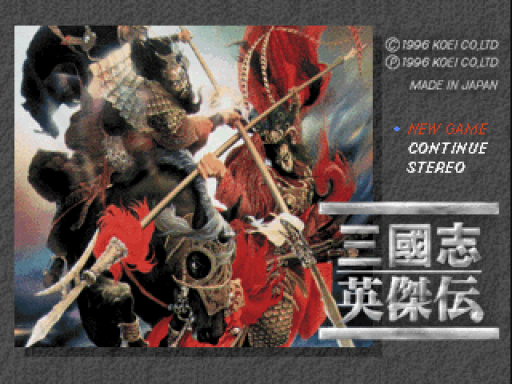 ©1996 KOEI CO,LTD
Ⓟ1996 KOEI CO,LTD
MADE IN JAPAN
NEW GAME
CONTINUE
STEREO
三國志
英傑伝